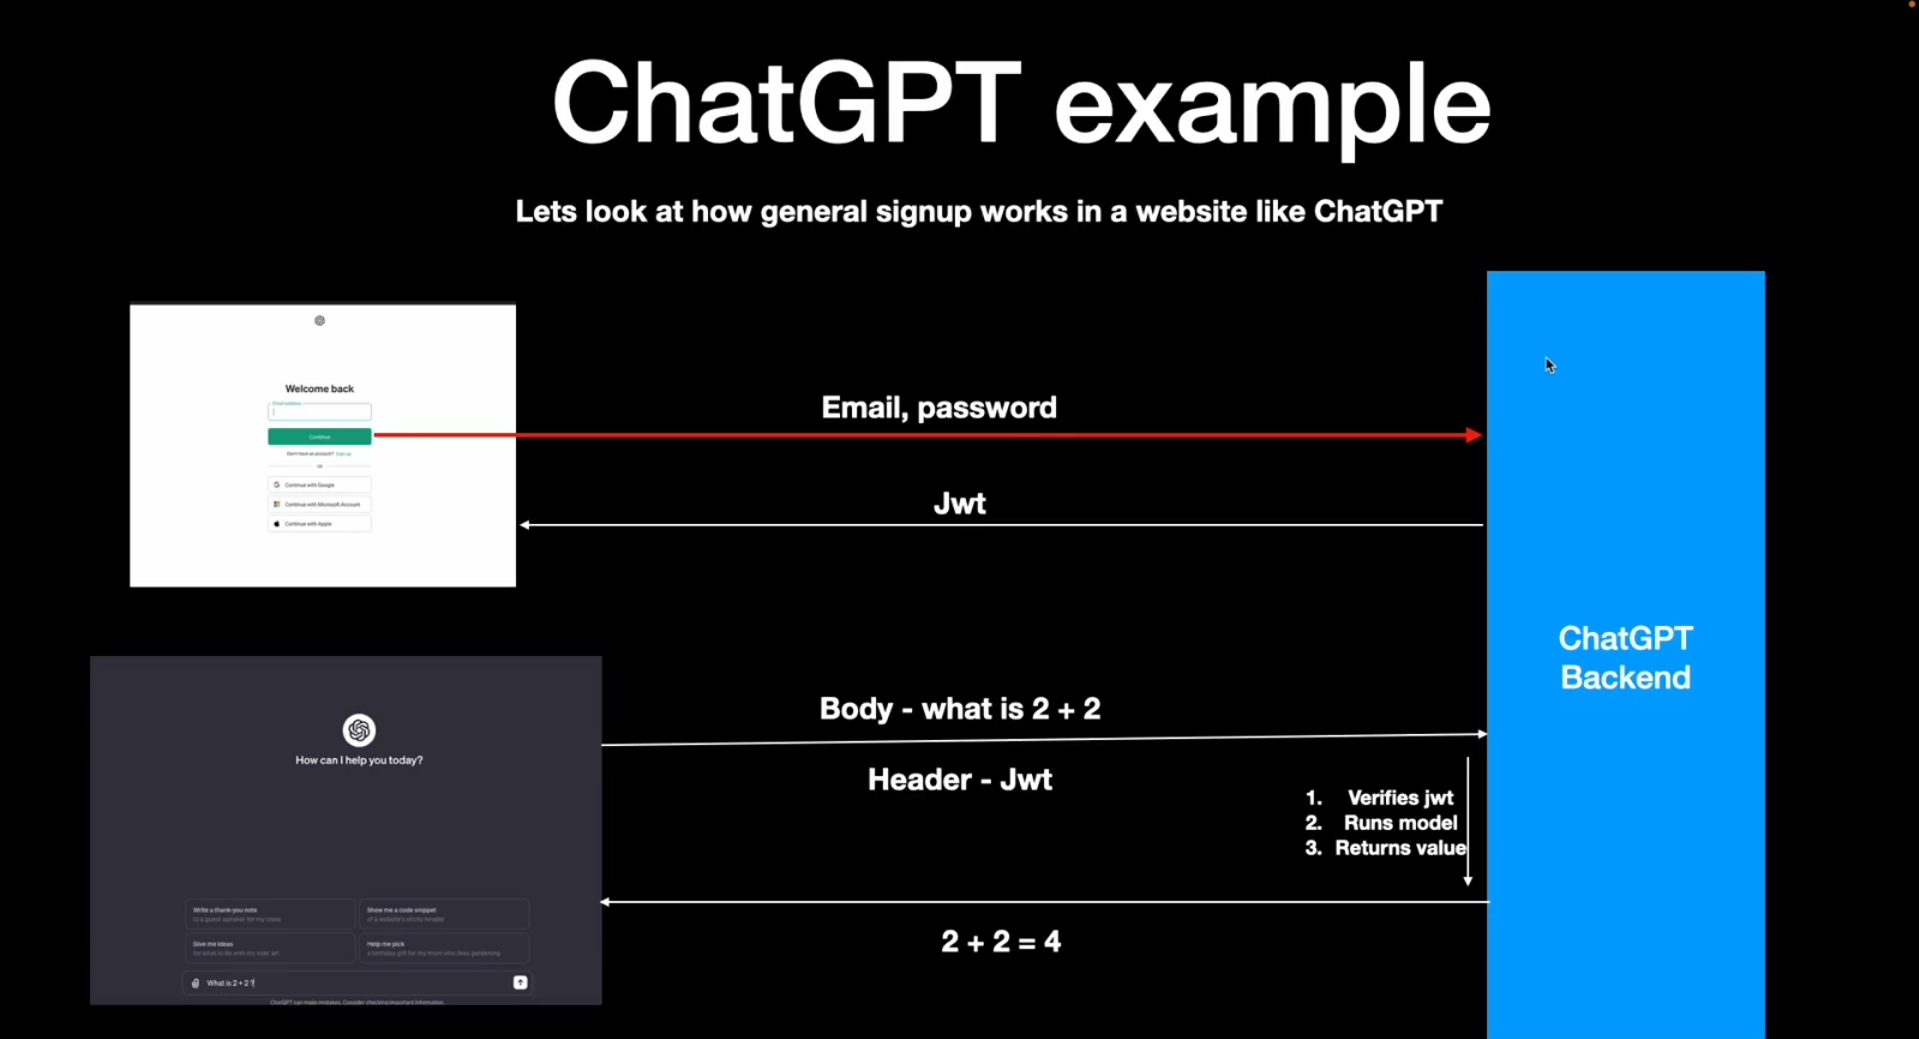 ChatGPT example
Lets look at how general signup works in a website like ChatGPT
Welcome back
Email address
Continue
Don't have an account? Sign up
OR
Continue with Google
Continue with Microsoft Account
Continue with Apple
Email, password
Jwt
ChatGPT
Backend
How can I help you today?
Body - what is 2 + 2
Header - Jwt
1. Verifies jwt
2. Runs model
3. Returns value
Write a thank-you note
to a guest speaker for my class
Show me a code snippet
of a website's sticky header
Give me ideas
for what to do with my kids' art
Help me pick
a birthday gift for my mom who likes gardening
What is 2 + 2 ?
ChatGPT can make mistakes. Consider checking important information.
2 + 2 = 4